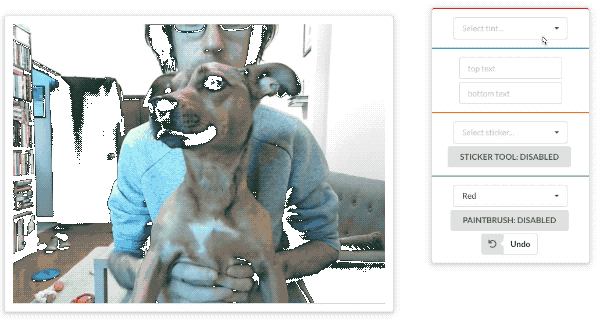 Select tint...
top text
bottom text
Select sticker...
STICKER TOOL: DISABLED
Red
PAINTBRUSH: DISABLED
Undo